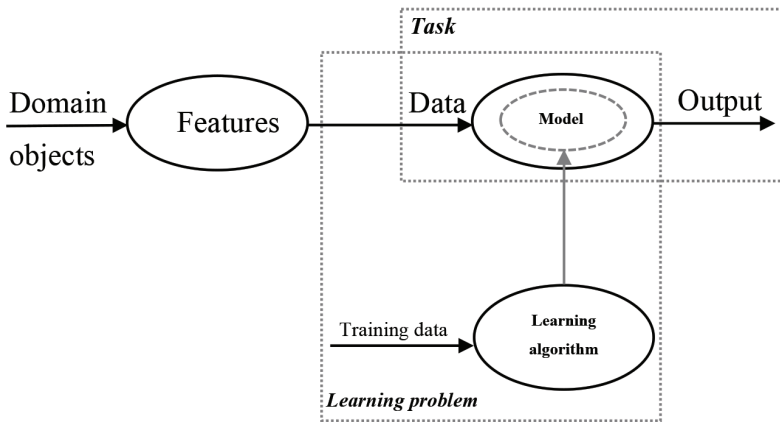 Task
Domain
objects
Features
Data
Model
Output
Training data
Learning
algorithm
Learning problem